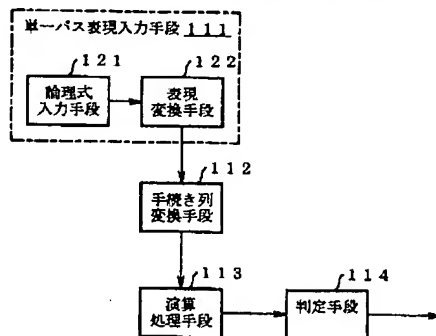 単一パス表現入力手段 111
121
122
論理式
入力手段
表現
変換手段
112
手続き列
変換手段
113
114
演算
処理手段
判定手段